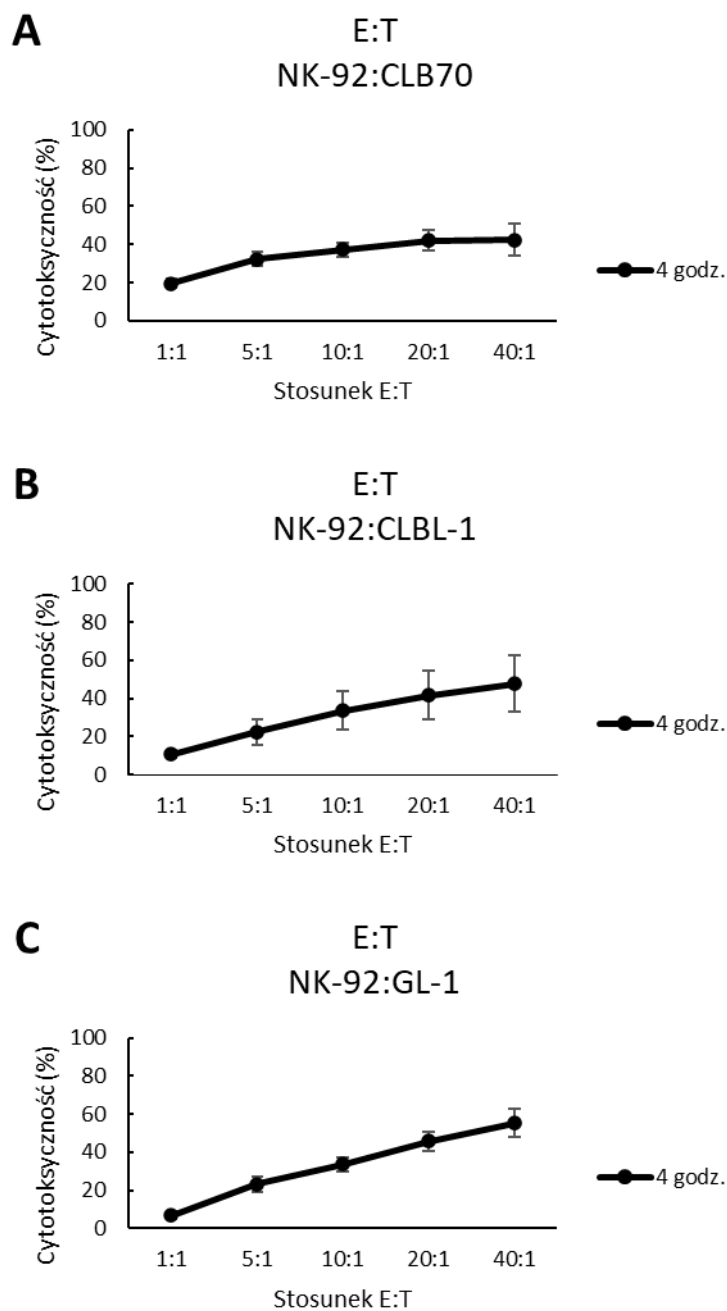 A
E:T
NK-92:CLB70
Cytotoksyczność (%)
100
80
60
40
20
0
1:1 5:1 10:1 20:1 40:1
Stosunek E:T
4 godz.
B
E:T
NK-92:CLBL-1
Cytotoksyczność (%)
100
80
60
40
20
0
1:1 5:1 10:1 20:1 40:1
Stosunek E:T
4 godz.
C
E:T
NK-92:GL-1
Cytotoksyczność (%)
100
80
60
40
20
0
1:1 5:1 10:1 20:1 40:1
Stosunek E:T
4 godz.